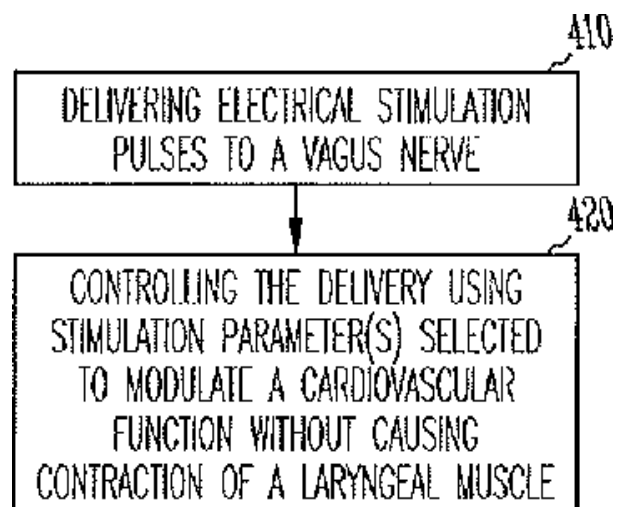 410
DELIVERING ELECTRICAL STIMULATION
PULSES TO A VAGUS NERVE
420
CONTROLLING THE DELIVERY USING
STIMULATION PARAMETER(S) SELECTED
TO MODULATE A CARDIOVASCULAR
FUNCTION WITHOUT CAUSING
CONTRACTION OF A LARYNGEAL MUSCLE